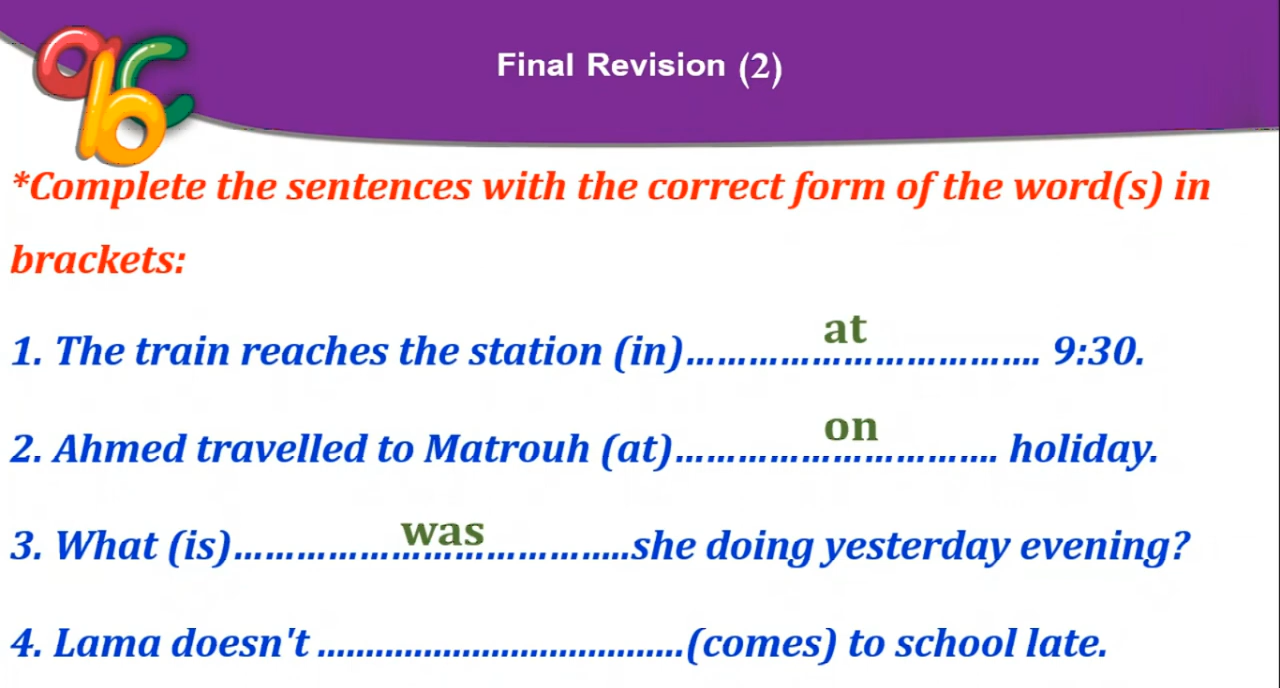 abc
Final Revision (2)
*Complete the sentences with the correct form of the word(s) in
brackets:
1. The train reaches the station (in)....................at.................... 9:30.
2. Ahmed travelled to Matrouh (at)....................on.................... holiday.
3. What (is)....................was....................she doing yesterday evening?
4. Lama doesn't ......................................(comes) to school late.